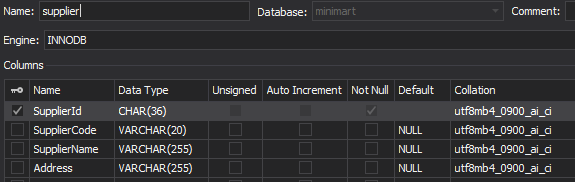 Name: supplier Database: minimart Comment:
Engine: INNODB
Columns
Name Data Type Unsigned Auto Increment Not Null Default Collation
SupplierId CHAR(36) utf8mb4_0900_ai_ci
SupplierCode VARCHAR(20) NULL utf8mb4_0900_ai_ci
SupplierName VARCHAR(255) NULL utf8mb4_0900_ai_ci
Address VARCHAR(255) NULL utf8mb4_0900_ai_ci